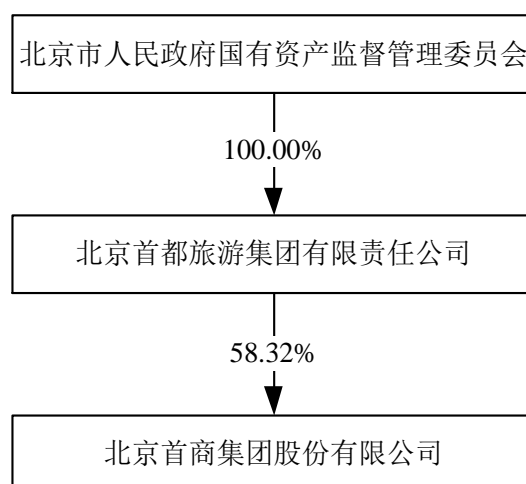 北京市人民政府国有资产监督管理委员会
100.00%
北京首都旅游集团有限责任公司
58.32%
北京首商集团股份有限公司